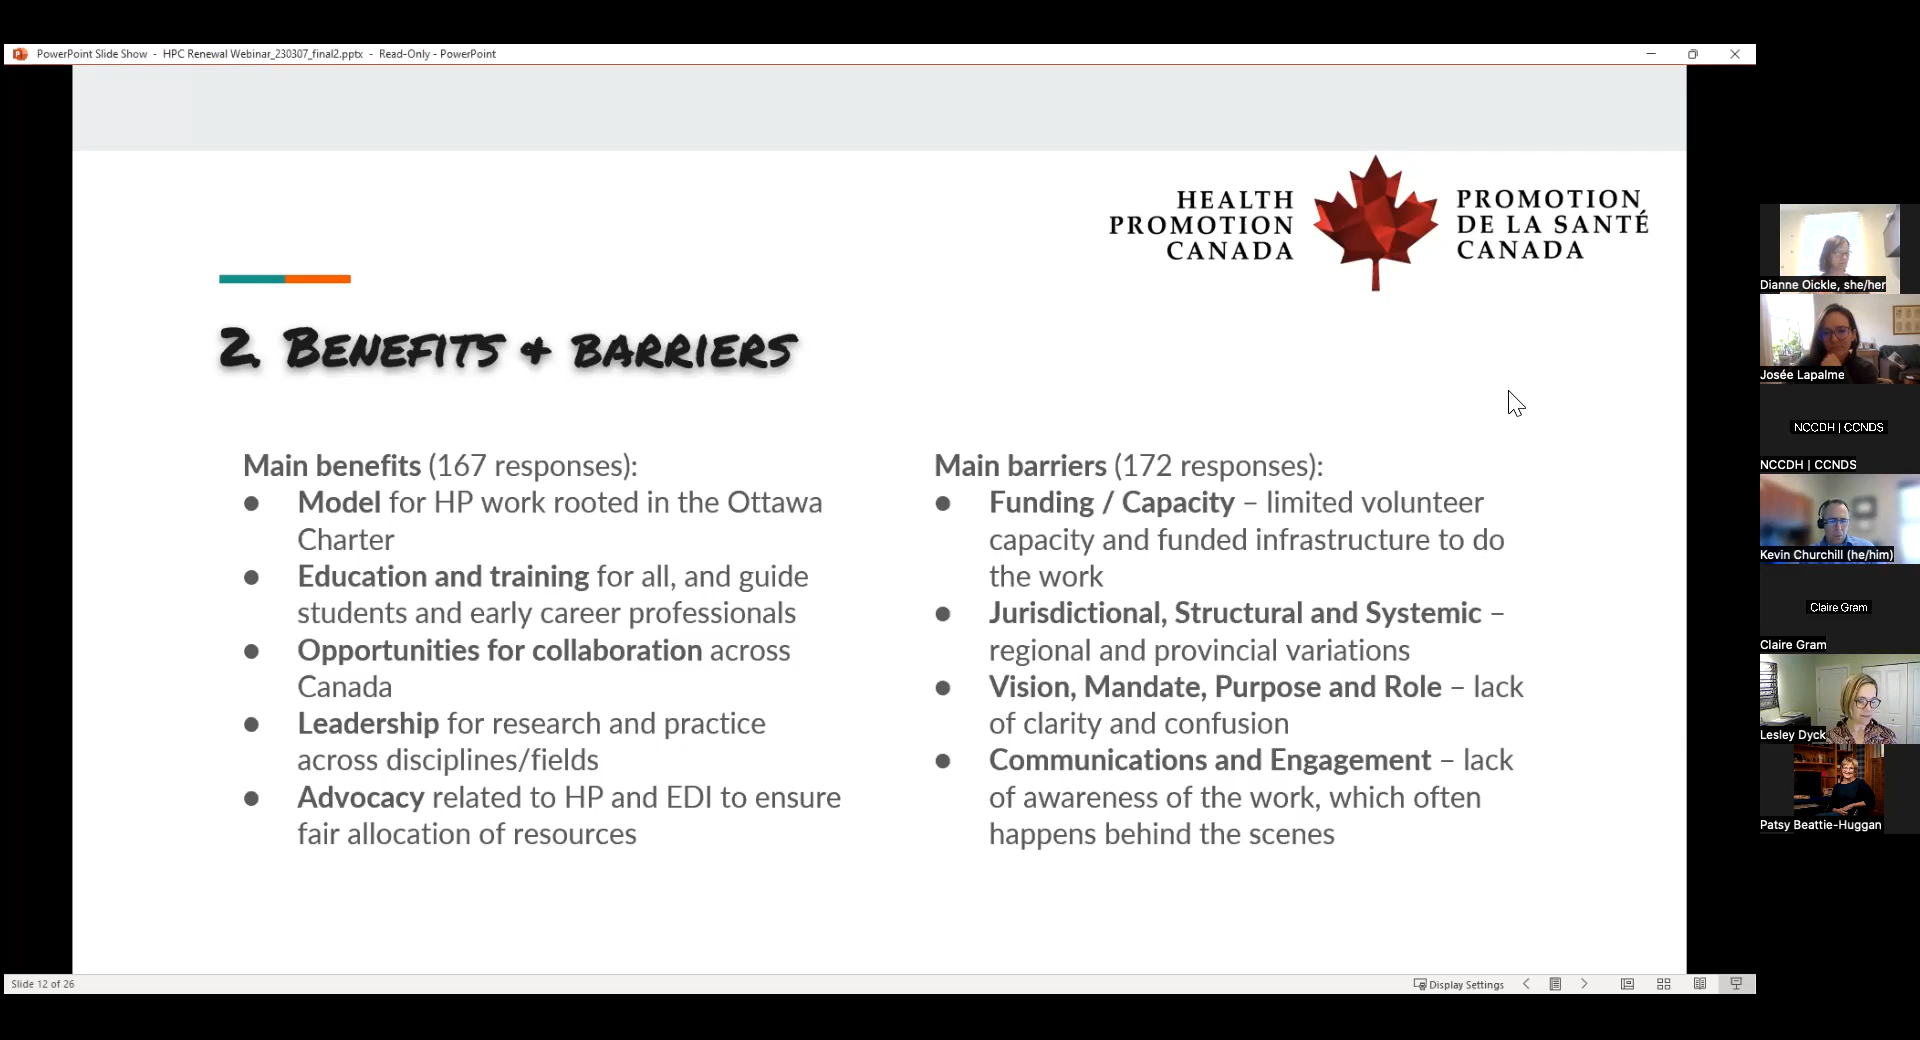 PowerPoint Slide Show - HPC Renewal Webinar_230307_final2.pptx - Read-Only - PowerPoint
HEALTH
PROMOTION
CANADA
PROMOTION
DE LA SANTÉ
CANADA
2. Benefits & barriers
Main benefits (167 responses):
● Model for HP work rooted in the Ottawa
Charter
● Education and training for all, and guide
students and early career professionals
● Opportunities for collaboration across
Canada
● Leadership for research and practice
across disciplines/fields
● Advocacy related to HP and EDI to ensure
fair allocation of resources
Main barriers (172 responses):
● Funding / Capacity – limited volunteer
capacity and funded infrastructure to do
the work
● Jurisdictional, Structural and Systemic –
regional and provincial variations
● Vision, Mandate, Purpose and Role – lack
of clarity and confusion
● Communications and Engagement – lack
of awareness of the work, which often
happens behind the scenes
Slide 12 of 26
Display Settings
Dianne Oickle, she/her
Josée Lapalme
NCCDH | CCNDS
NCCDH | CCNDS
Kevin Churchill (he/him)
Claire Gram
Claire Gram
Lesley Dyck
Patsy Beattie-Huggan